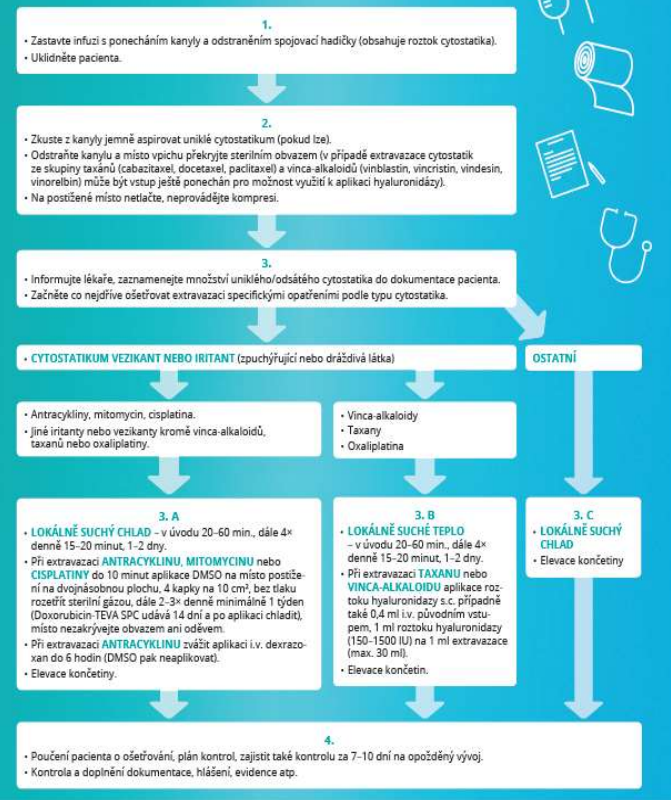 1.
• Zastavte infuzi s ponecháním kanyly a odstraněním spojovací hadičky (obsahuje roztok cytostatika).
• Uklidněte pacienta.
2.
• Zkuste z kanyly jemně aspirovat uniklé cytostatikum (pokud lze).
• Odstraňte kanylu a místo vpichu překryjte sterilním obvazem (v případě extravazace cytostatik
ze skupiny taxánů (cabazitaxel, docetaxel, paclitaxel) a vinca-alkaloidů (vinblastin, vincristin, vindesin,
vinorelbin) může být vstup ještě ponechán pro možnost využití k aplikaci hyaluronidázy).
• Na postižené místo netlačte, neprovádějte kompresi.
3.
• Informujte lékaře, zaznamenejte množství uniklého/odsátého cytostatika do dokumentace pacienta.
• Začněte co nejdříve ošetřovat extravazaci specifickými opatřeními podle typu cytostatika.
• CYTOSTATIKUM VEZIKANT NEBO IRITANT (zpuchýřující nebo dráždivá látka)
OSTATNÍ
• Antracykliny, mitomycin, cisplatina.
• Jiné iritanty nebo vezikanty kromě vinca-alkaloidů,
taxanů nebo oxaliplatiny.
• Vinca-alkaloidy
• Taxany
• Oxaliplatina
3. A
• LOKÁLNĚ SUCHÝ CHLAD – v úvodu 20–60 min., dále 4×
denně 15–20 minut, 1–2 dny.
• Při extravazaci ANTRACYKLINU, MITOMYCINU nebo
CISPLATINY do 10 minut aplikace DMSO na místo postiže-
ní na dvojnásobnou plochu, 4 kapky na 10 cm², bez tlaku
rozetřít sterilní gázou, dále 2–3× denně minimálně 1 týden
(Doxorubicin-TEVA SPC udává 14 dní a po aplikaci chladit),
místo nezakrývejte obvazem ani oděvem.
• Při extravazaci ANTRACYKLINU zvážit aplikaci i.v. dexrazo-
xan do 6 hodin (DMSO pak neaplikovat).
• Elevace končetiny.
3. B
• LOKÁLNĚ SUCHÉ TEPLO
– v úvodu 20–60 min., dále 4×
denně 15–20 minut, 1–2 dny.
• Při extravazaci TAXANU nebo
VINCA-ALKALOIDU aplikace roz-
toku hyaluronidazy s.c. případně
také 0,4 ml i.v. původním vstu-
pem, 1 ml roztoku hyaluronidazy
(150–1500 IU) na 1 ml extravazace
(max. 30 ml).
• Elevace končetin.
3. C
• LOKÁLNĚ SUCHÝ
CHLAD
• Elevace končetiny
4.
• Poučení pacienta o ošetřování, plán kontrol, zajistit také kontrolu za 7–10 dní na opožděný vývoj.
• Kontrola a doplnění dokumentace, hlášení, evidence atp.